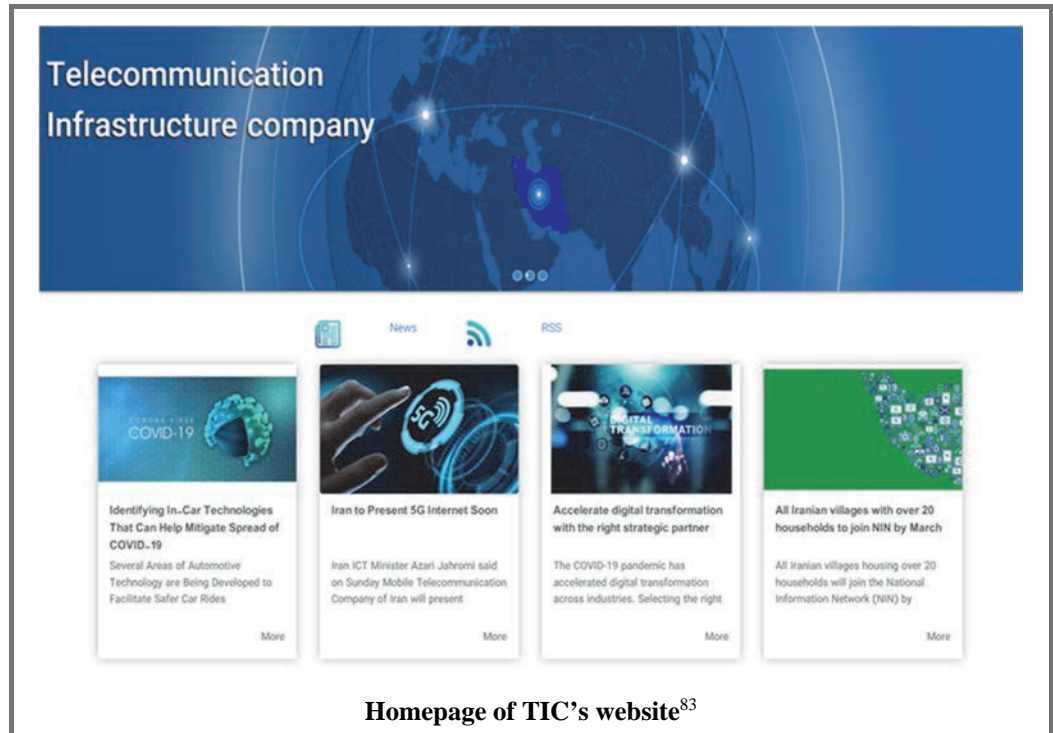 Telecommunication
Infrastructure company
News
RSS
CORONA VIRUS
COVID-19
Identifying In-Car Technologies
That Can Help Mitigate Spread of
COVID-19
Several Areas of Automotive
Technology are Being Developed to
Facilitate Safer Car Rides
More
5G
Iran to Present 5G Internet Soon
Iran ICT Minister Azari Jahromi said
on Sunday Mobile Telecommunication
Company of Iran will present
More
DIGITAL
TRANSFORMATION
Accelerate digital transformation
with the right strategic partner
The COVID-19 pandemic has
accelerated digital transformation
across industries. Selecting the right
More
All Iranian villages with over 20
households to join NIN by March
All Iranian villages housing over 20
households will join the National
Information Network (NIN) by
More
Homepage of TIC's website83